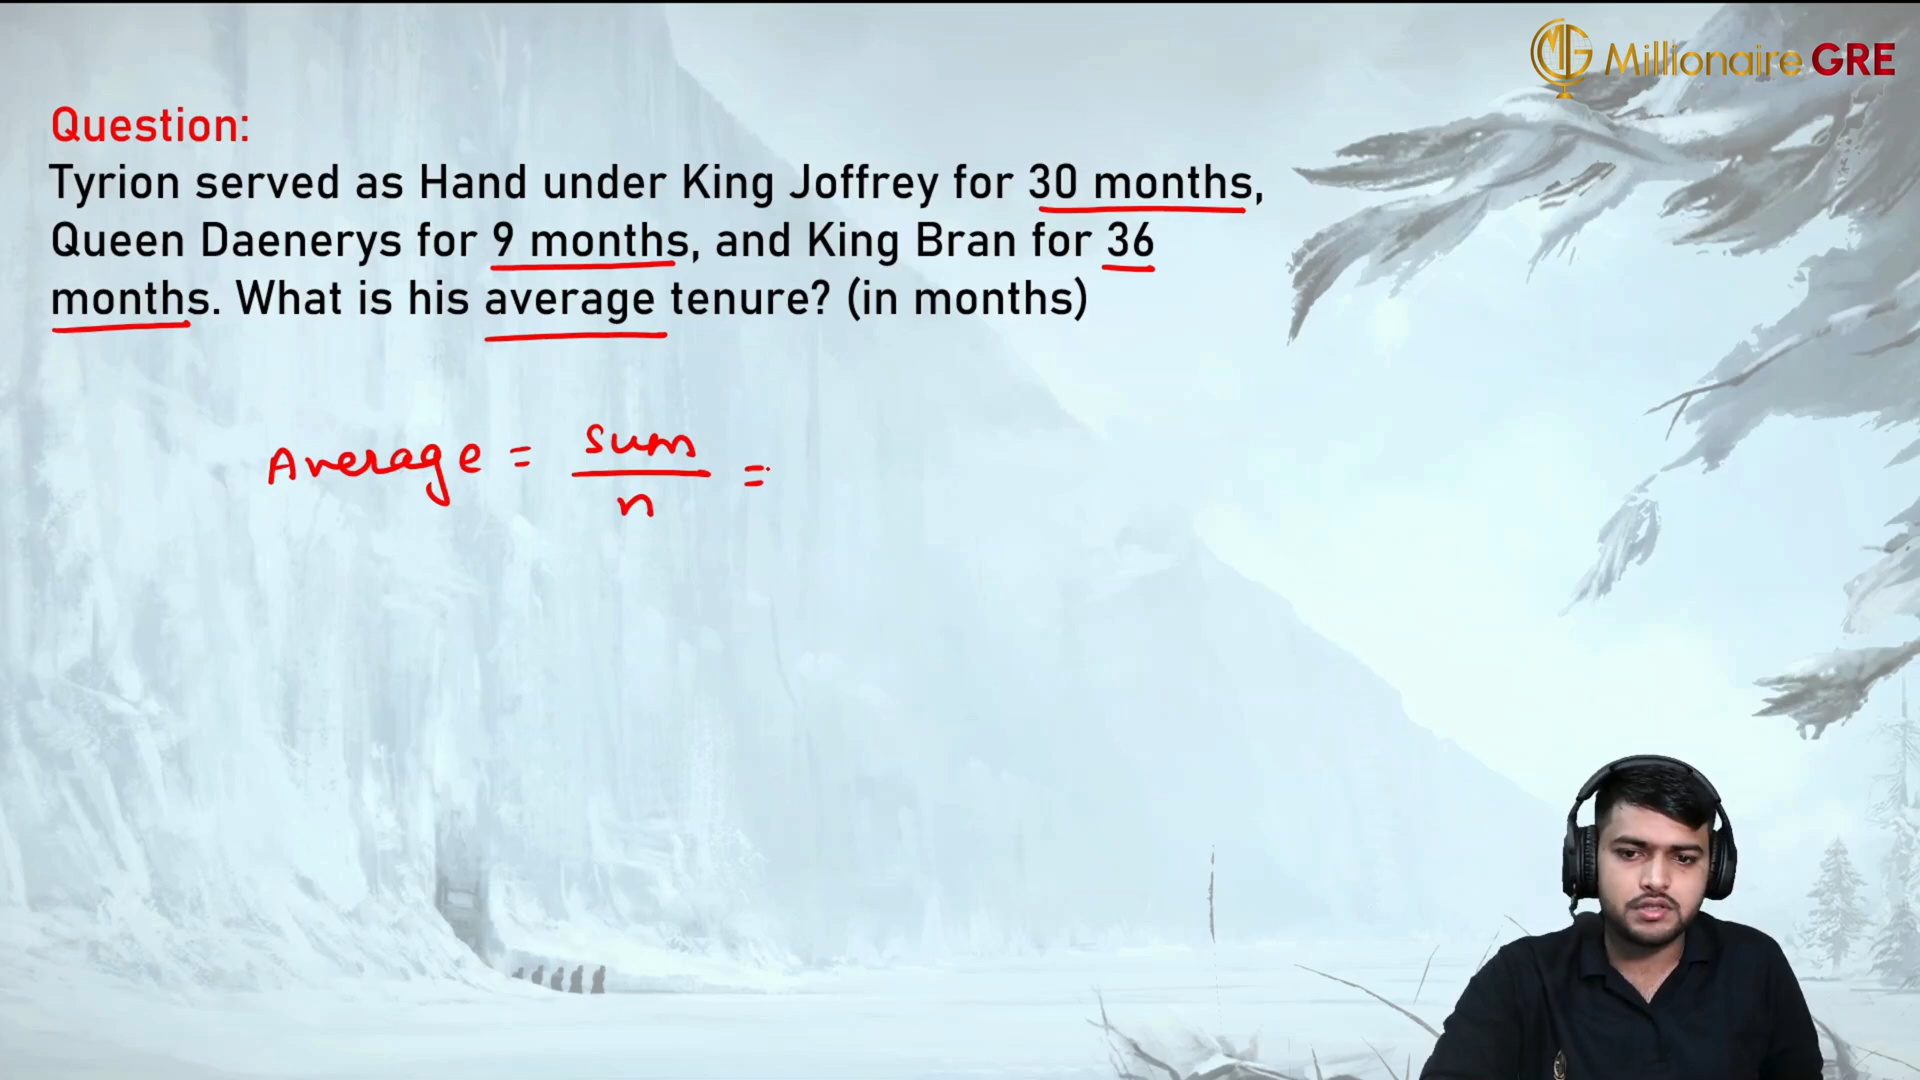 MG Millionaire GRE
Question:
Tyrion served as Hand under King Joffrey for 30 months,
Queen Daenerys for 9 months, and King Bran for 36
months. What is his average tenure? (in months)
Average = sum / n =